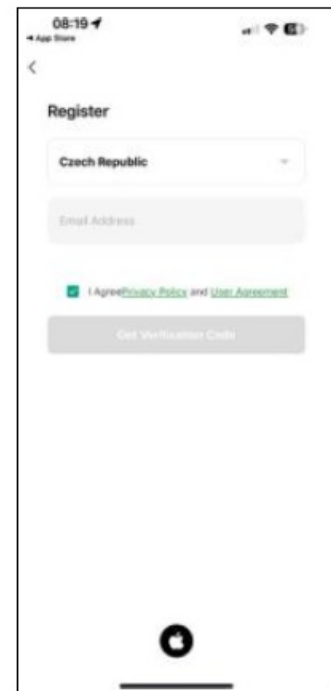 08:19
App Store
Register
Czech Republic
Email Address
I AgreePrivacy Policy and User Agreement
Get Verification Code